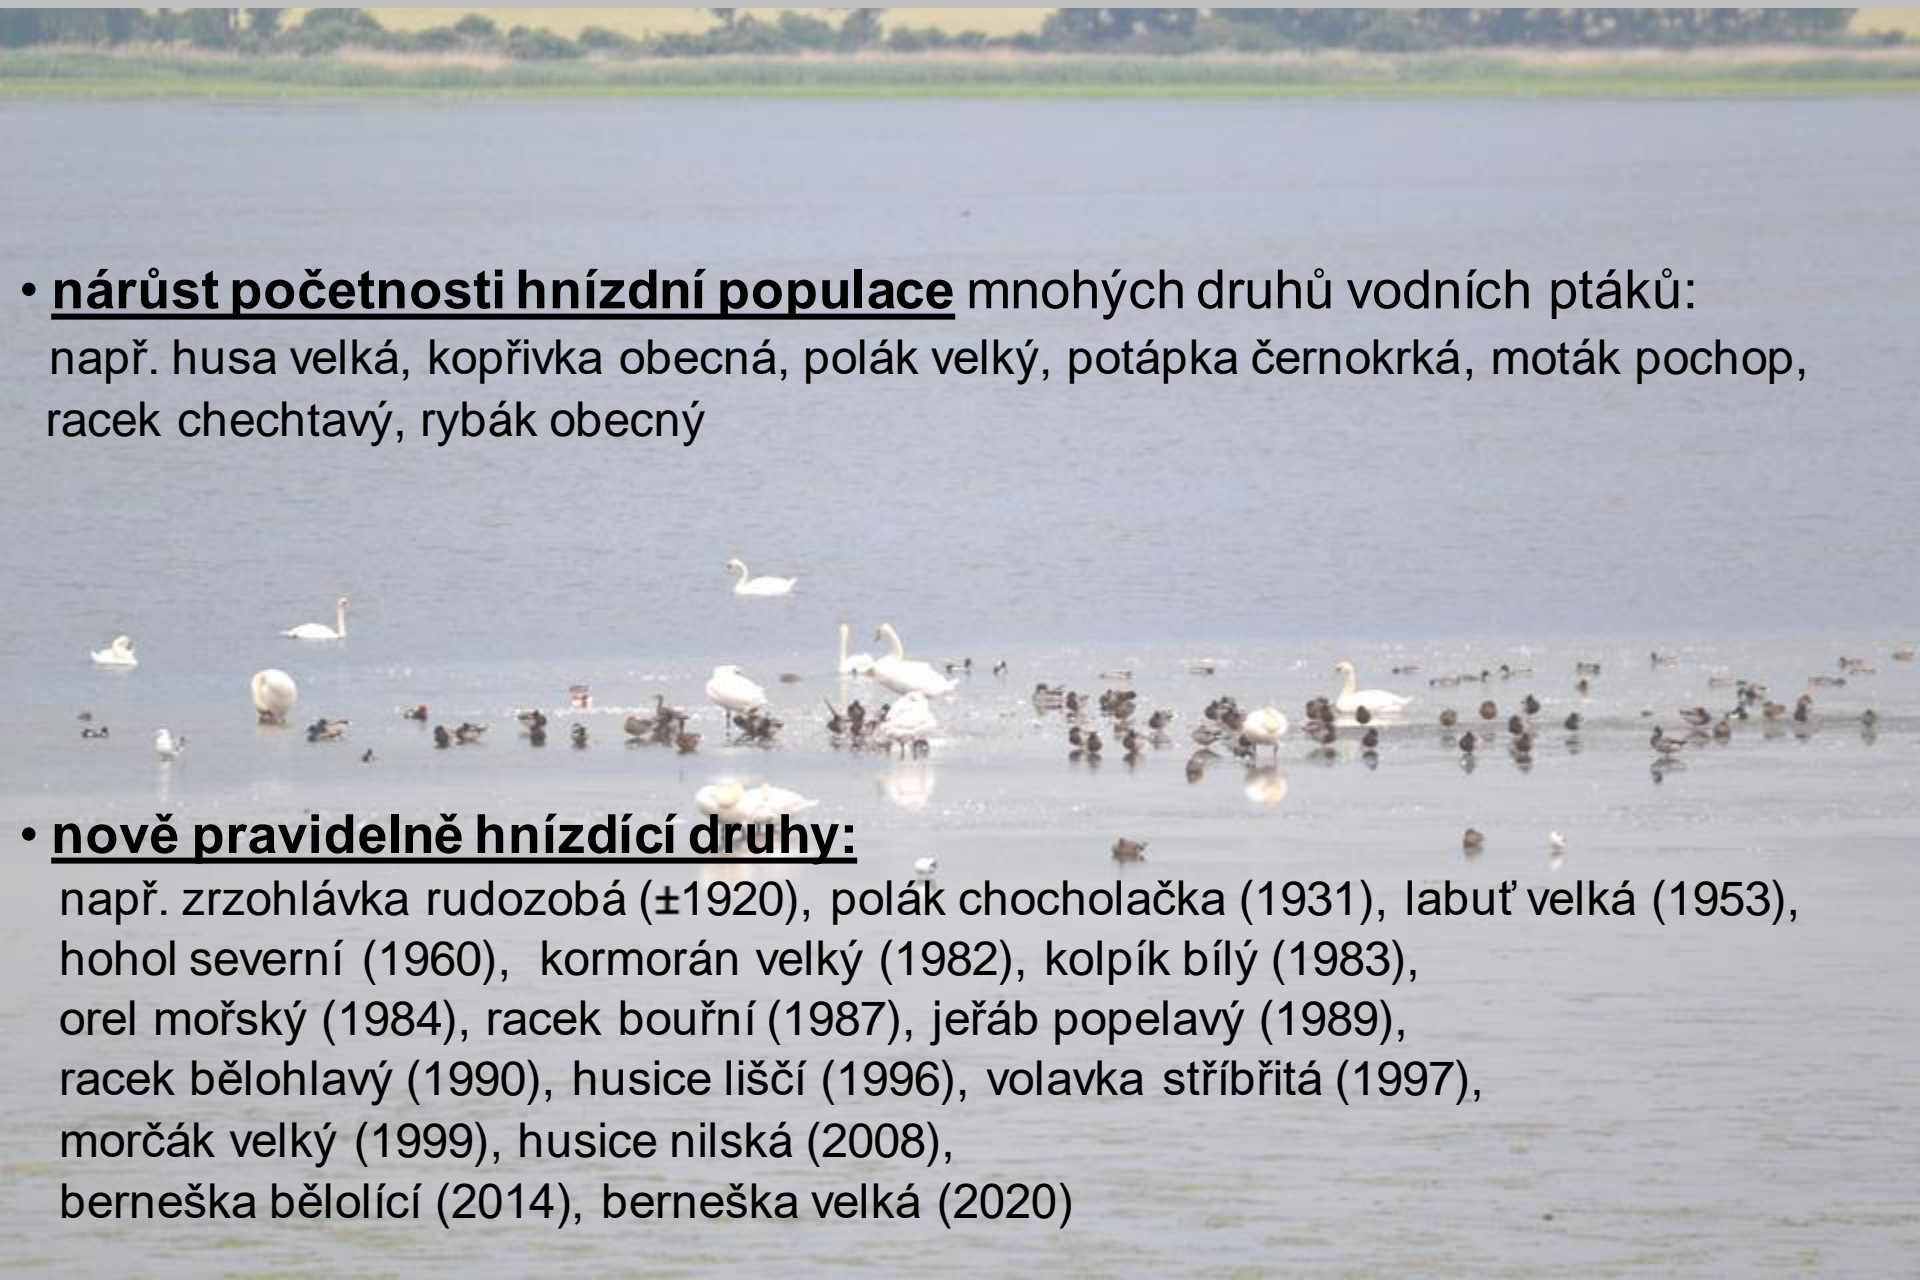 • nárůst početnosti hnízdní populace mnohých druhů vodních ptáků:
např. husa velká, kopřivka obecná, polák velký, potápka černokrká, moták pochop,
racek chechtavý, rybák obecný
• nově pravidelně hnízdící druhy:
např. zrzohlávka rudozobá (±1920), polák chocholačka (1931), labuť velká (1953),
hohol severní (1960), kormorán velký (1982), kolpík bílý (1983),
orel mořský (1984), racek bouřní (1987), jeřáb popelavý (1989),
racek bělohlavý (1990), husice liščí (1996), volavka stříbřitá (1997),
morčák velký (1999), husice nilská (2008),
berneška bělolící (2014), berneška velká (2020)